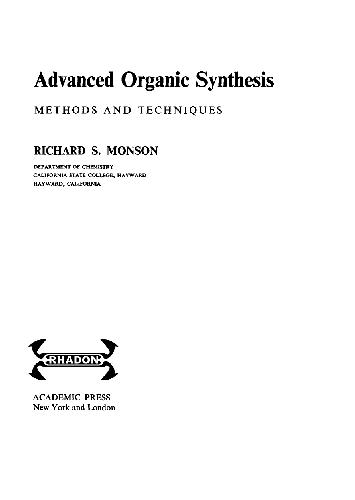 Advanced Organic Synthesis
METHODS AND TECHNIQUES
RICHARD S. MONSON
DEPARTMENT OF CHEMISTRY
CALIFORNIA STATE COLLEGE, HAYWARD
HAYWARD, CALIFORNIA
RHADON
ACADEMIC PRESS
New York and London